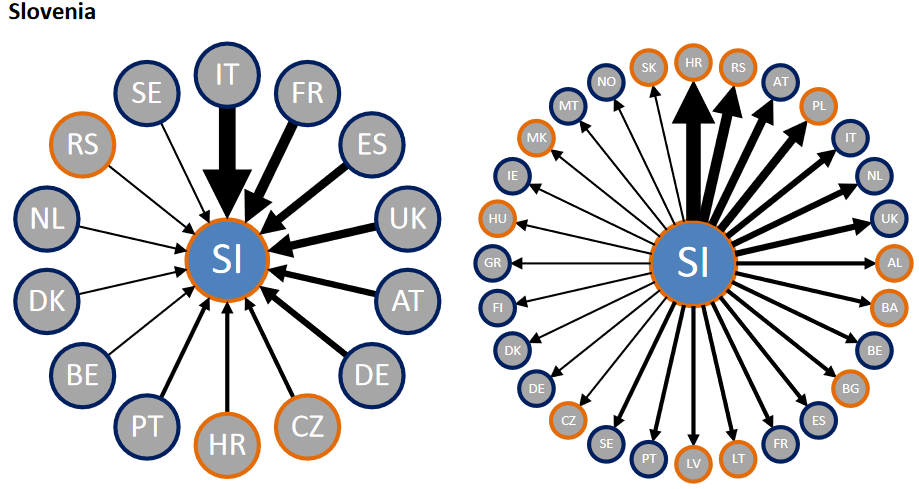 Slovenia
IT
FR
ES
UK
AT
DE
CZ
HR
PT
BE
DK
NL
RS
SE
SI
HR
RS
AT
PL
IT
NL
UK
AL
BA
BE
BG
ES
FR
LT
LV
PT
SE
CZ
DE
DK
FI
GR
HU
IE
MK
MT
NO
SK
SI